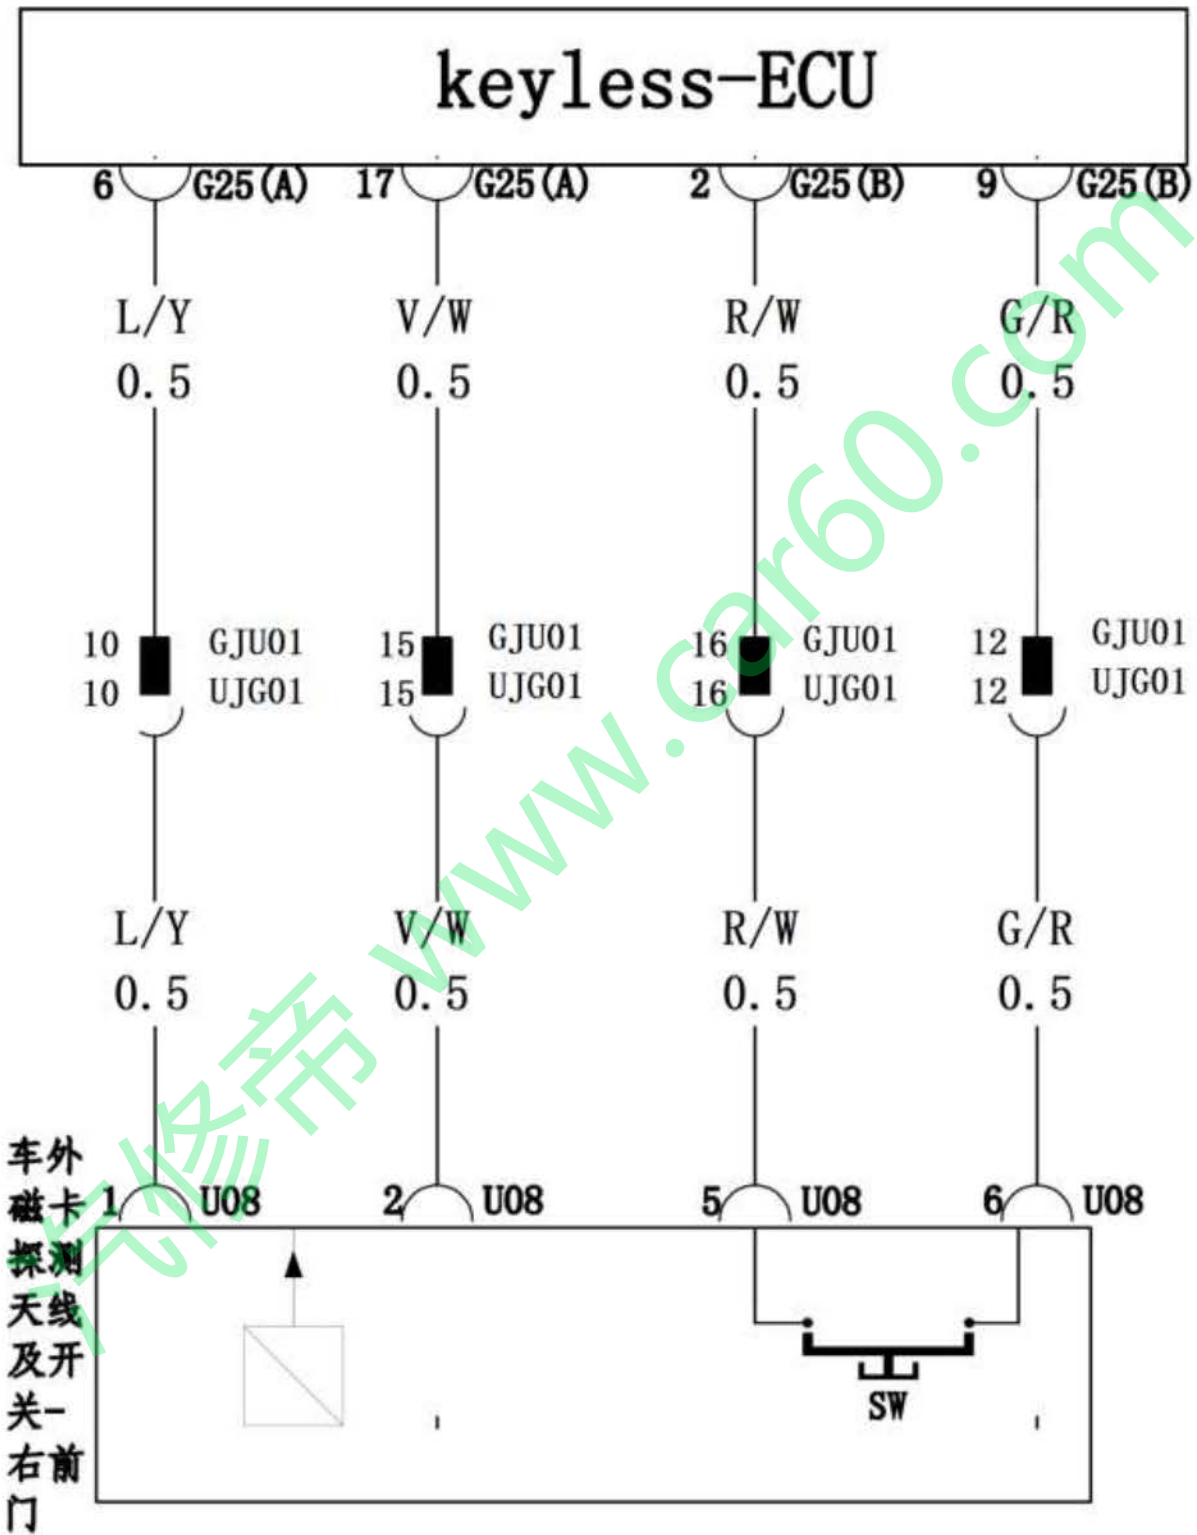 keyless-ECU
6 G25(A) 17 G25(A) 2 G25(B) 9 G25(B)
L/Y V/W R/W G/R
0.5 0.5 0.5 0.5
10 GJU01 15 GJU01 16 GJU01 12 GJU01
10 UJG01 15 UJG01 16 UJG01 12 UJG01
L/Y V/W R/W G/R
0.5 0.5 0.5 0.5
1 U08 2 U08 5 U08 6 U08
车外
磁卡
探测
天线
及开
关-
右前
门
SW
汽修帝 www.car60.com